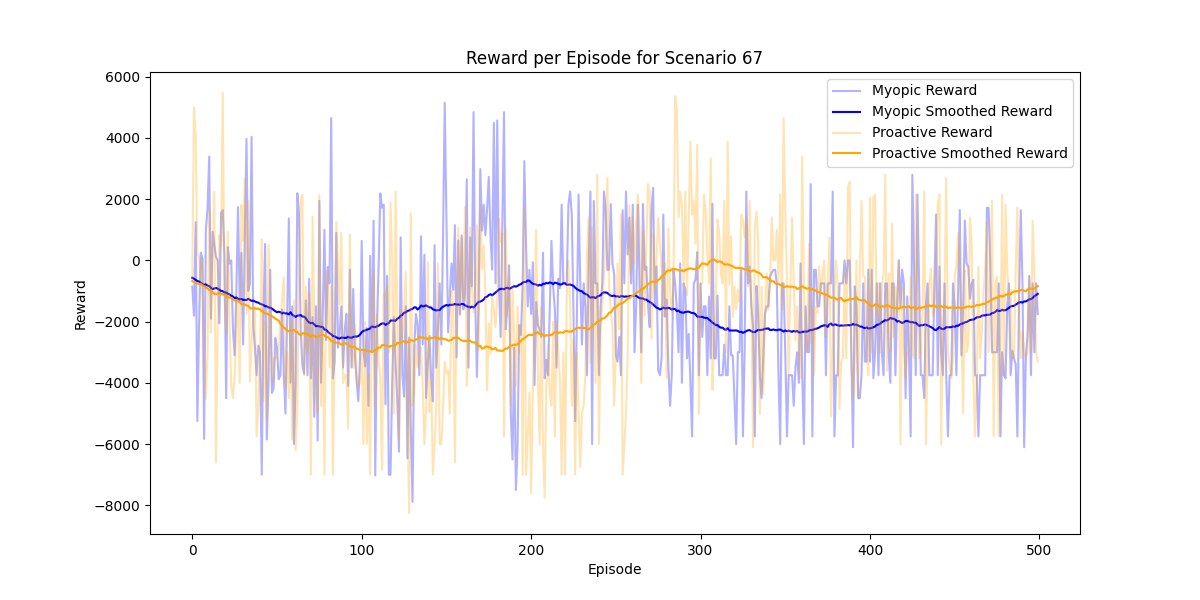 Reward per Episode for Scenario 67
6000
4000
2000
0
−2000
−4000
−6000
−8000
Reward
Myopic Reward
Myopic Smoothed Reward
Proactive Reward
Proactive Smoothed Reward
0 100 200 300 400 500
Episode